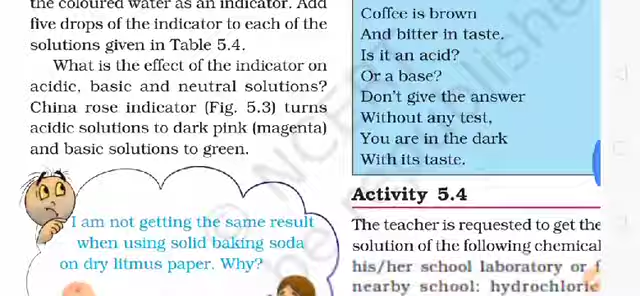 the coloured water as an indicator. Add
five drops of the indicator to each of the
solutions given in Table 5.4.
What is the effect of the indicator on
acidic, basic and neutral solutions?
China rose indicator (Fig. 5.3) turns
acidic solutions to dark pink (magenta)
and basic solutions to green.
I am not getting the same result
when using solid baking soda
on dry litmus paper. Why?
Coffee is brown
And bitter in taste.
Is it an acid?
Or a base?
Don't give the answer
Without any test,
You are in the dark
With its taste.
Activity 5.4
The teacher is requested to get the
solution of the following chemical
his/her school laboratory or f
nearby school: hydrochloric